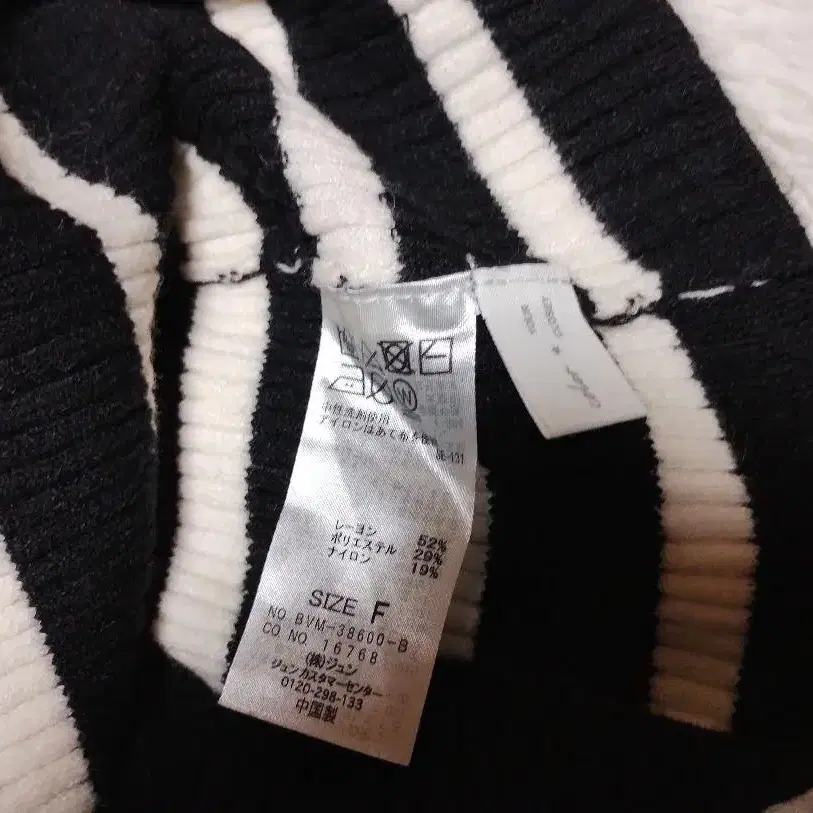 中性洗剤使用
アイロンはあて布を
JE-131
レーヨン 52%
ポリエステル 29%
ナイロン 19%
SIZE F
NO BVM-38600-B
CO NO 16768
(株)ジュン
ジュンカスタマーセンター
0120-298-133
中国製
W
color